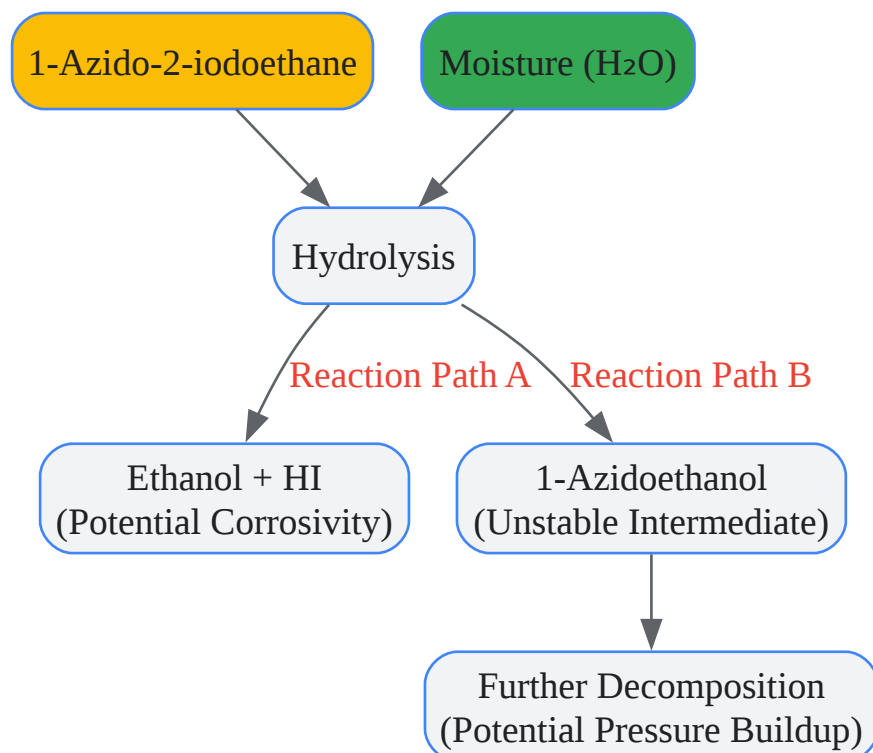 1-Azido-2-iodoethane
Moisture (H₂O)
Hydrolysis
Reaction Path A
Reaction Path B
Ethanol + HI
(Potential Corrosivity)
1-Azidoethanol
(Unstable Intermediate)
Further Decomposition
(Potential Pressure Buildup)